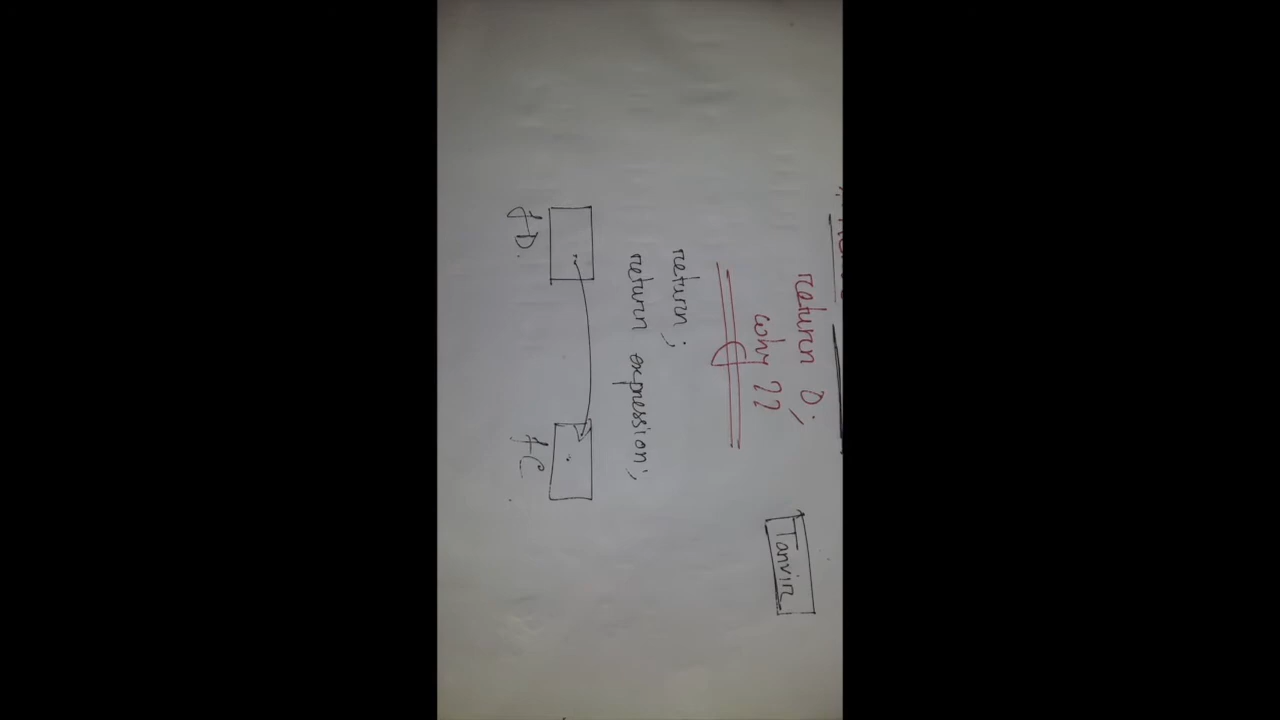 return 0;
why ??
Tanvir
return;
return expression;
fD.
fC.